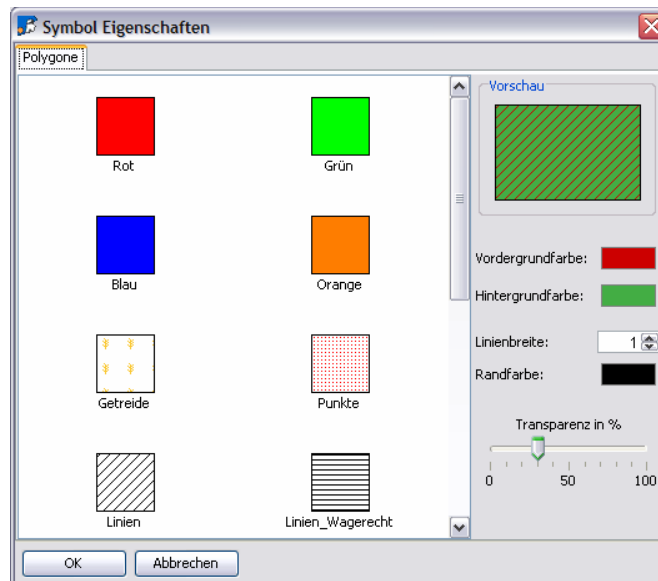 Symbol Eigenschaften
Polygone
Rot
Grün
Blau
Orange
Getreide
Punkte
Linien
Linien_Wagerecht
Vorschau
Vordergrundfarbe:
Hintergrundfarbe:
Linienbreite: 1
Randfarbe:
Transparenz in %
0 50 100
OK Abbrechen